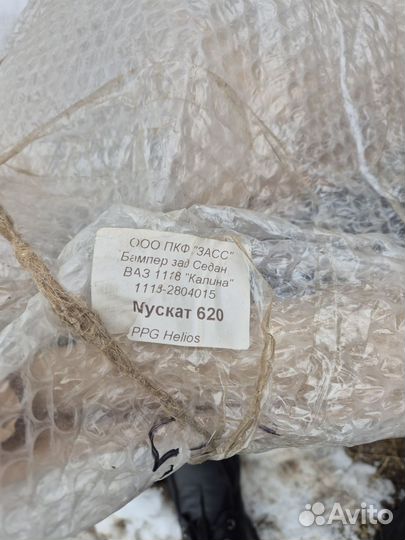 ООО ПКФ "ЗАСС"
Бампер зад Седан
ВАЗ 1118 "Калина"
1118-2804015
Мускат 620
PPG Helios
Avito